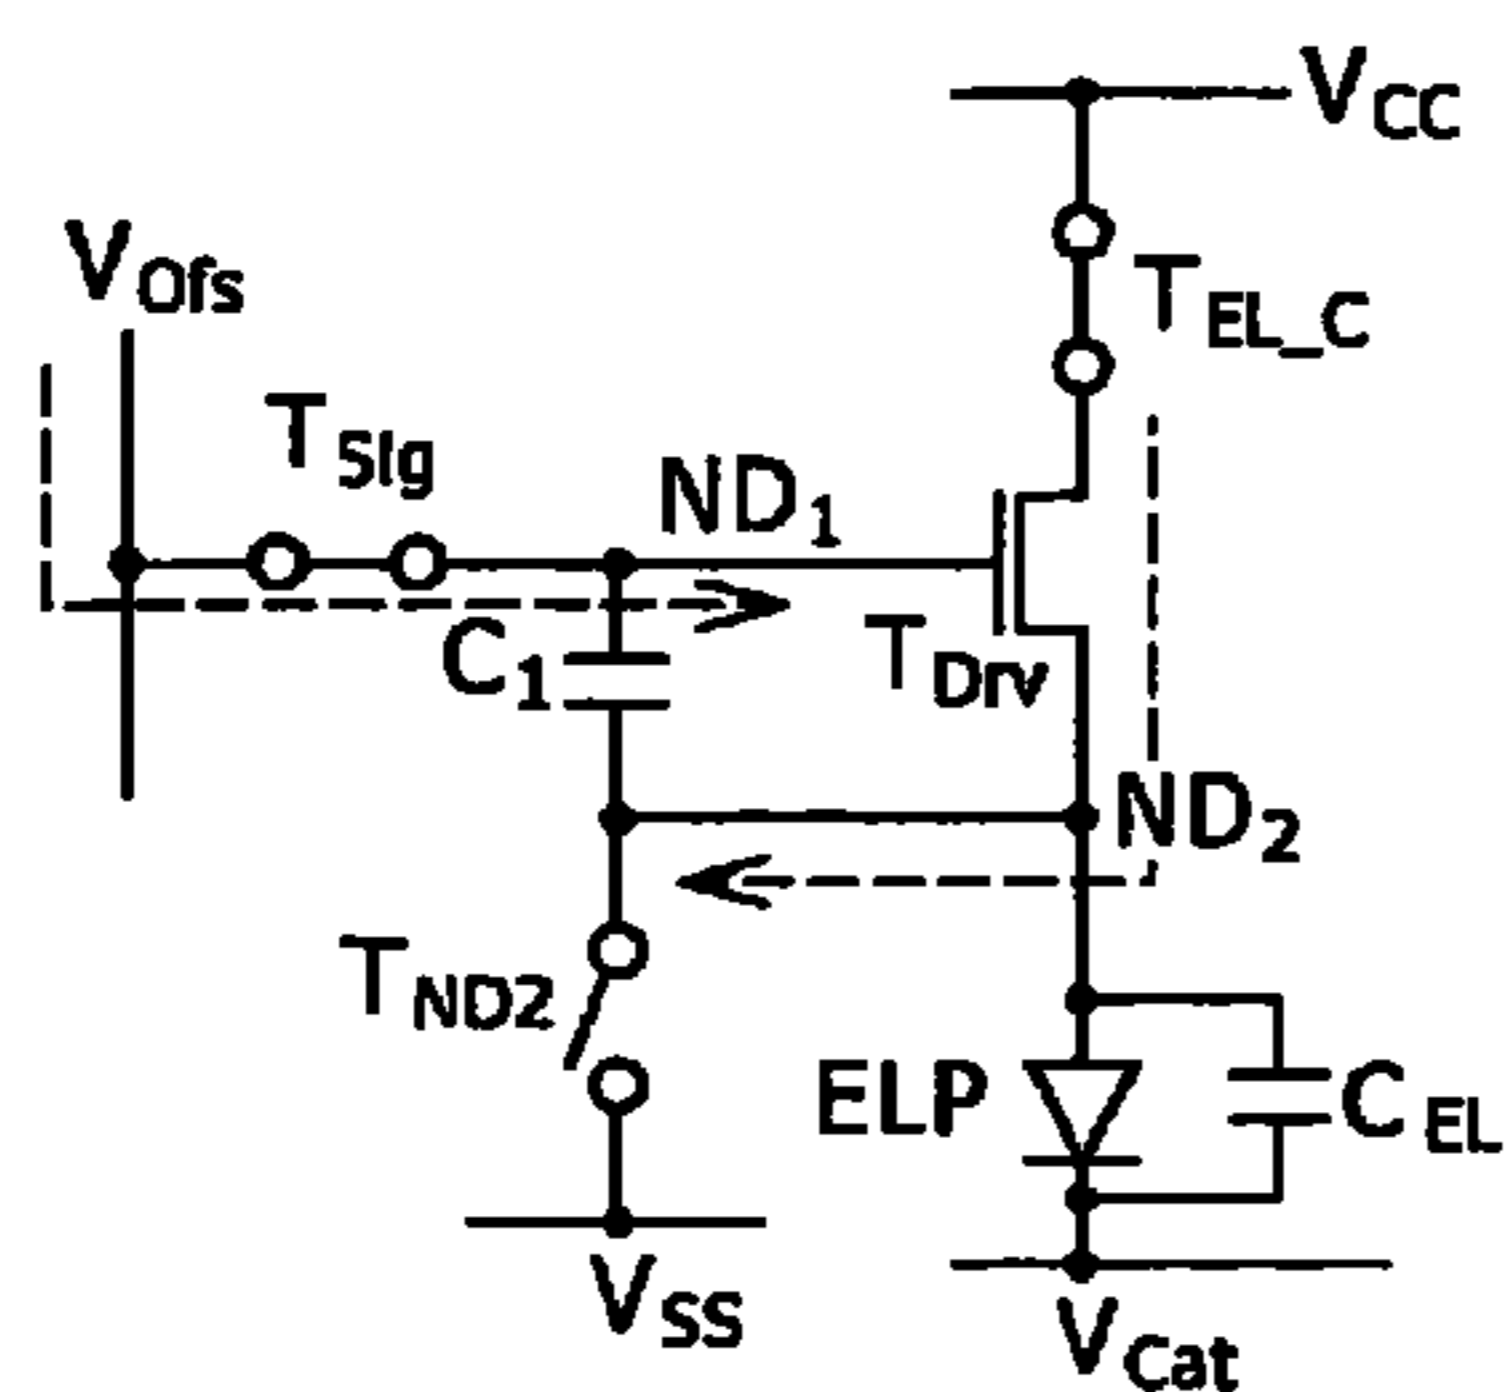 VCC
VOfs
TEL_C
TSig
ND1
C1
TDrv
ND2
TND2
ELP
CEL
VSS
VCat